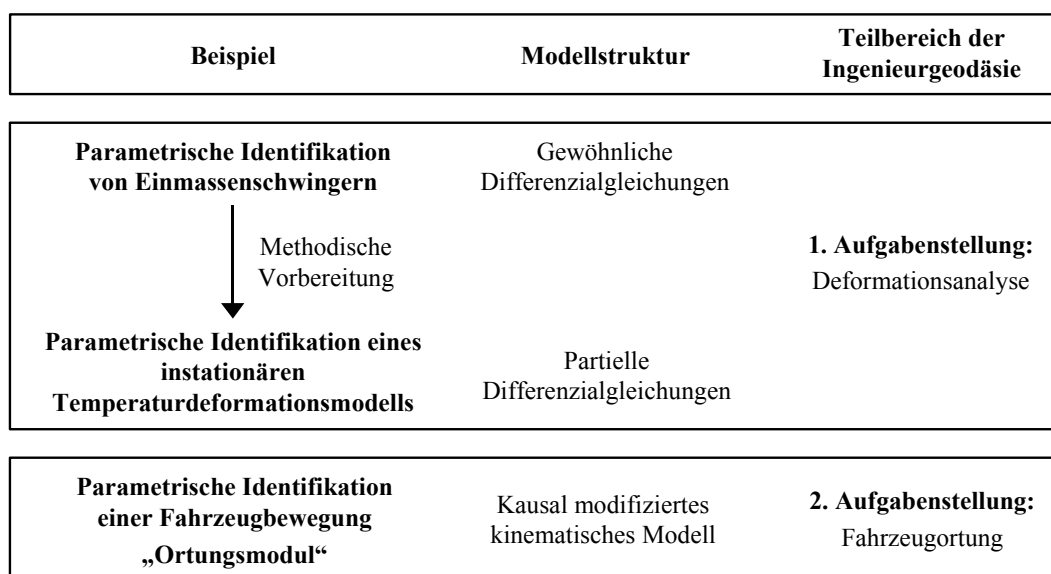 Beispiel
Modellstruktur
Teilbereich der
Ingenieurgeodäsie
Parametrische Identifikation
von Einmassenschwingern
Gewöhnliche
Differenzialgleichungen
Methodische
Vorbereitung
1. Aufgabenstellung:
Deformationsanalyse
Parametrische Identifikation eines
instationären
Temperaturdeformationsmodells
Partielle
Differenzialgleichungen
Parametrische Identifikation
einer Fahrzeugbewegung
„Ortungsmodul“
Kausal modifiziertes
kinematisches Modell
2. Aufgabenstellung:
Fahrzeugortung